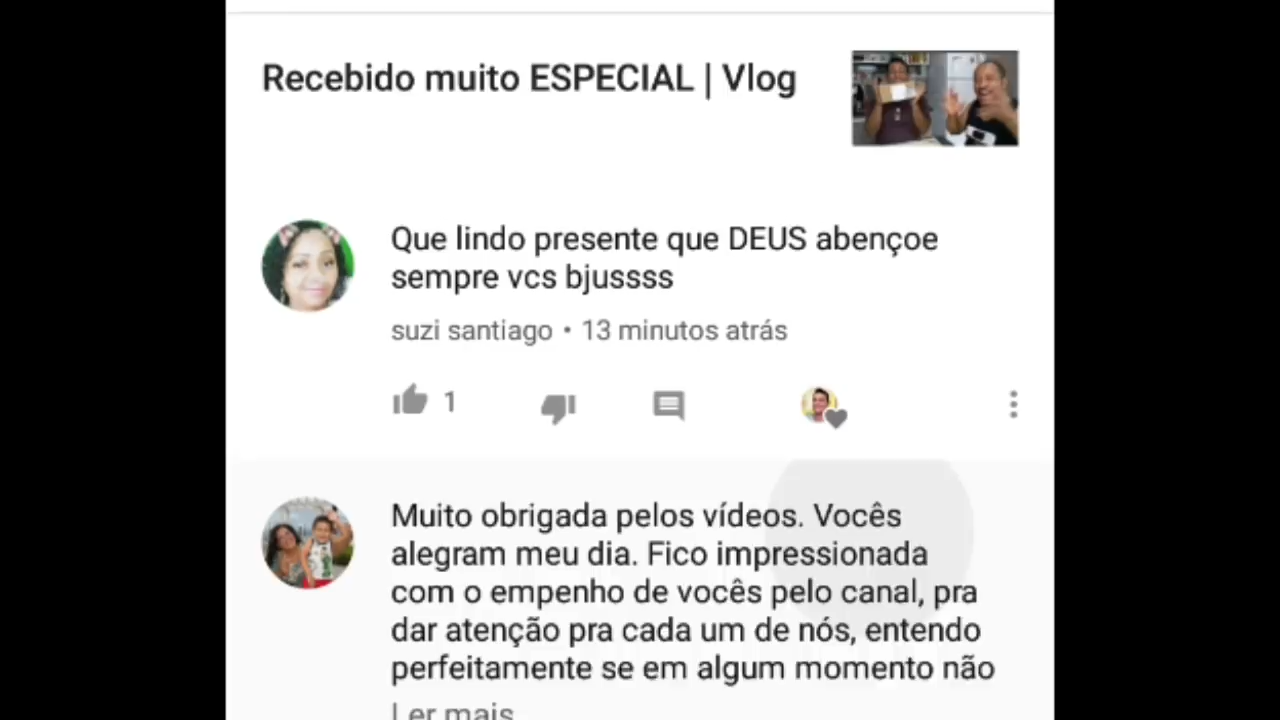 Recebido muito ESPECIAL | Vlog
Que lindo presente que DEUS abençoe
sempre vcs bjussss
suzi santiago • 13 minutos atrás
1
Muito obrigada pelos vídeos. Vocês
alegram meu dia. Fico impressionada
com o empenho de vocês pelo canal, pra
dar atenção pra cada um de nós, entendo
perfeitamente se em algum momento não
Ler mais